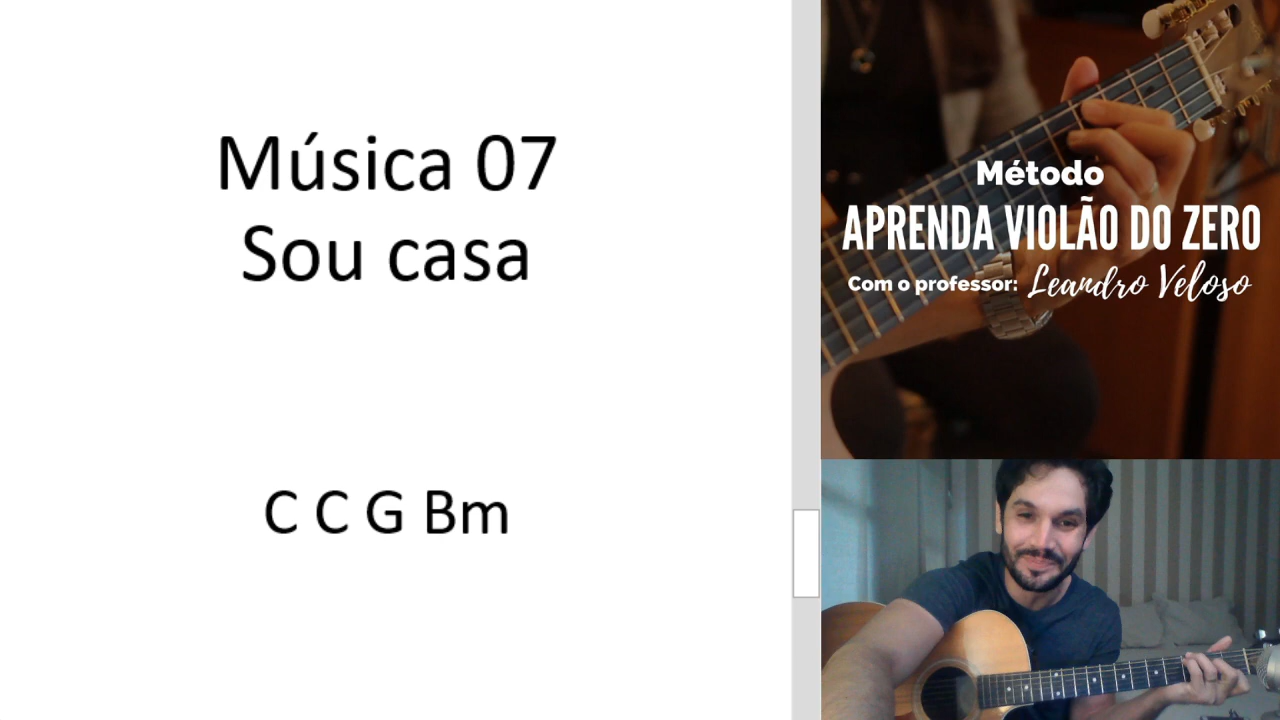 Música 07
Sou casa
C C G Bm
Método
APRENDA VIOLÃO DO ZERO
Com o professor: Leandro Veloso